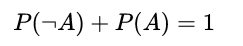 P(¬A) + P(A) = 1